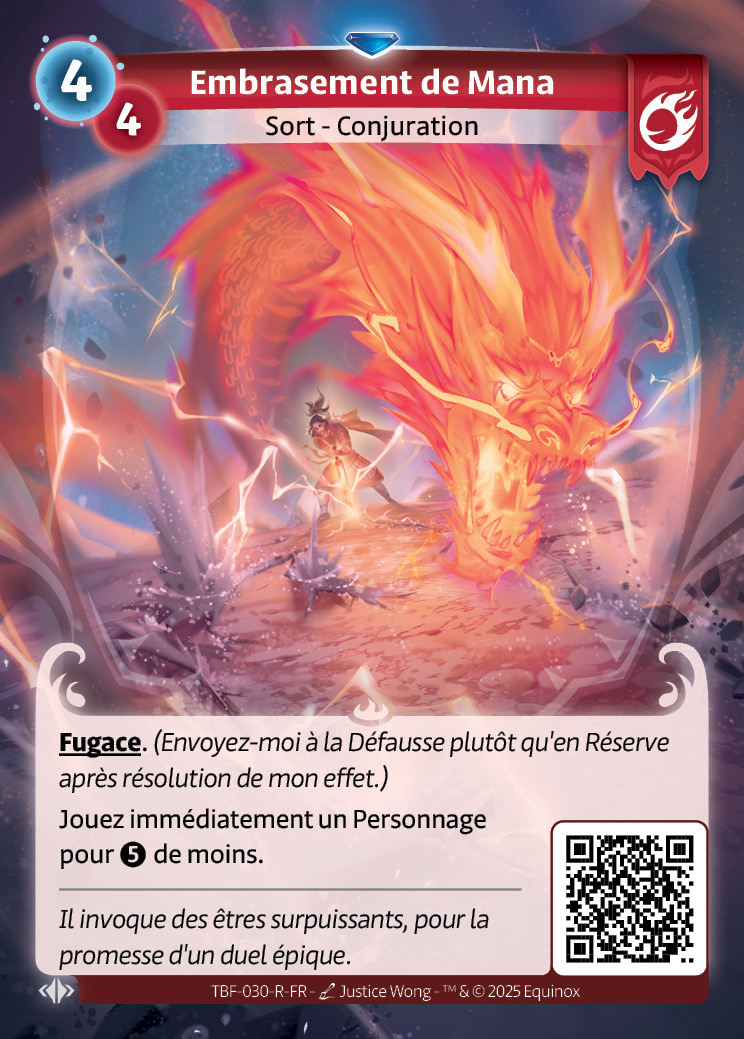 4
Embrasement de Mana
4
Sort - Conjuration
Fugace. (Envoyez-moi à la Défausse plutôt qu'en Réserve
après résolution de mon effet.)
Jouez immédiatement un Personnage
pour 5 de moins.
Il invoque des êtres surpuissants, pour la
promesse d'un duel épique.
TBF-030-R-FR - Justice Wong - ™ & © 2025 Equinox